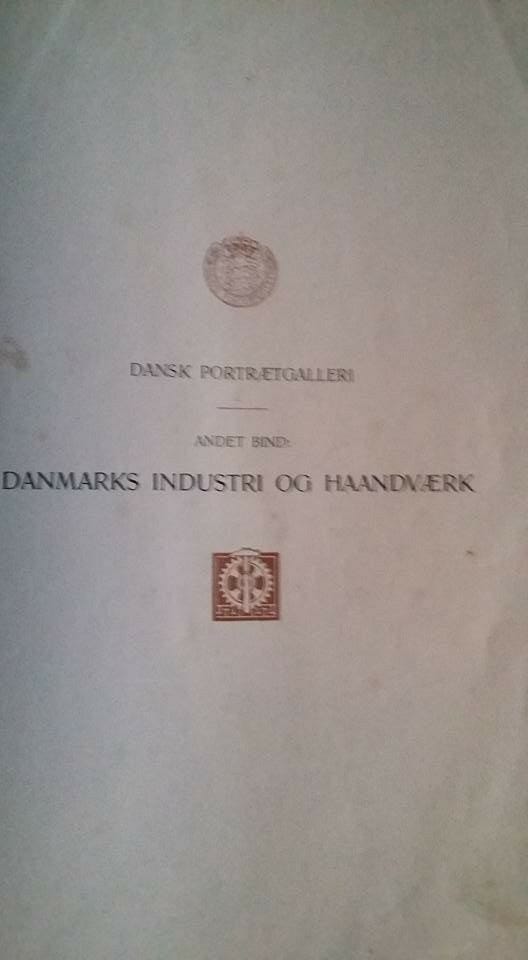 DANSK PORTRÆTGALLERI
ANDET BIND:
DANMARKS INDUSTRI OG HAANDVÆRK